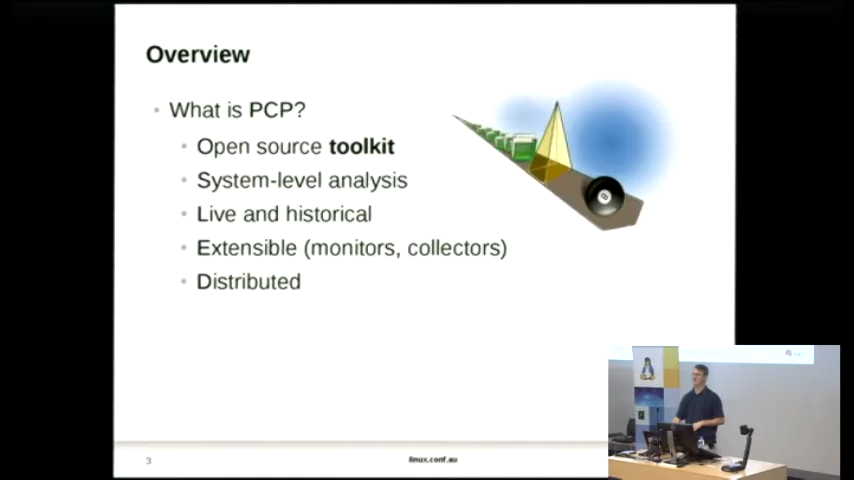 Overview
What is PCP?
Open source toolkit
System-level analysis
Live and historical
Extensible (monitors, collectors)
Distributed
3
linux.conf.au